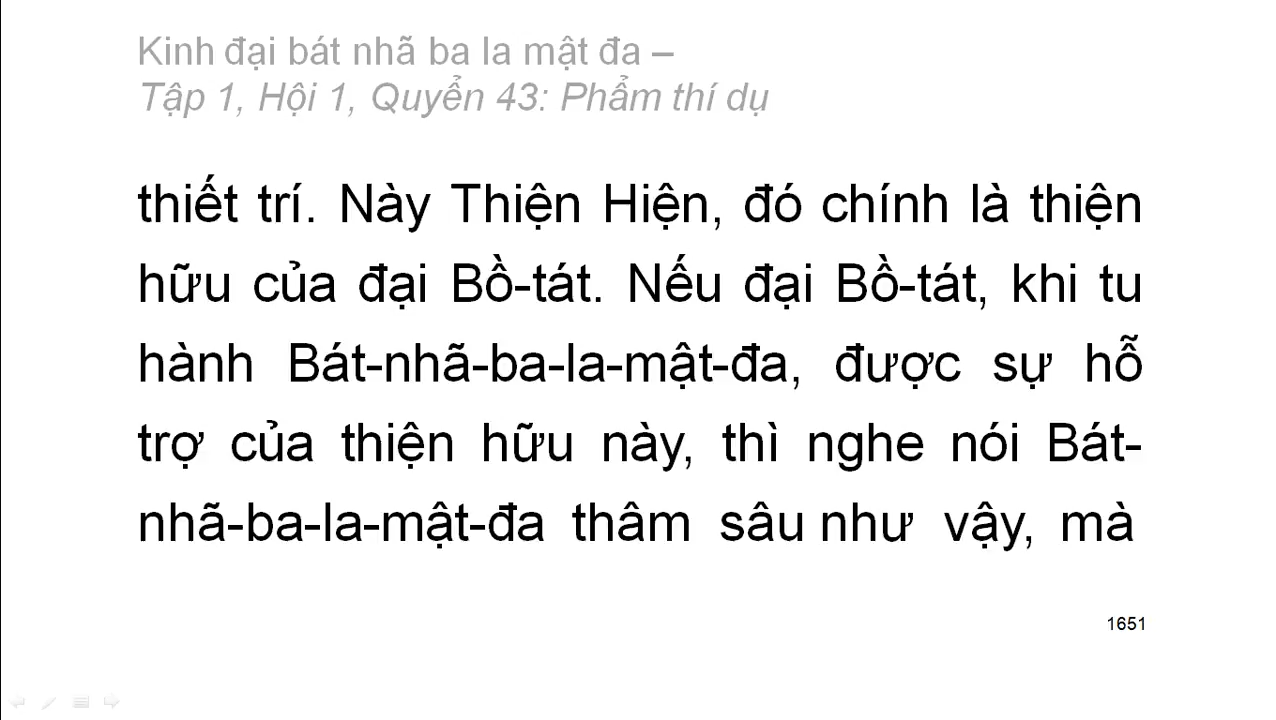 Kinh đại bát nhã ba la mật đa –
Tập 1, Hội 1, Quyển 43: Phẩm thí dụ
thiết trí. Này Thiện Hiện, đó chính là thiện
hữu của đại Bồ-tát. Nếu đại Bồ-tát, khi tu
hành Bát-nhã-ba-la-mật-đa, được sự hỗ
trợ của thiện hữu này, thì nghe nói Bát-
nhã-ba-la-mật-đa thâm sâu như vậy, mà
1651